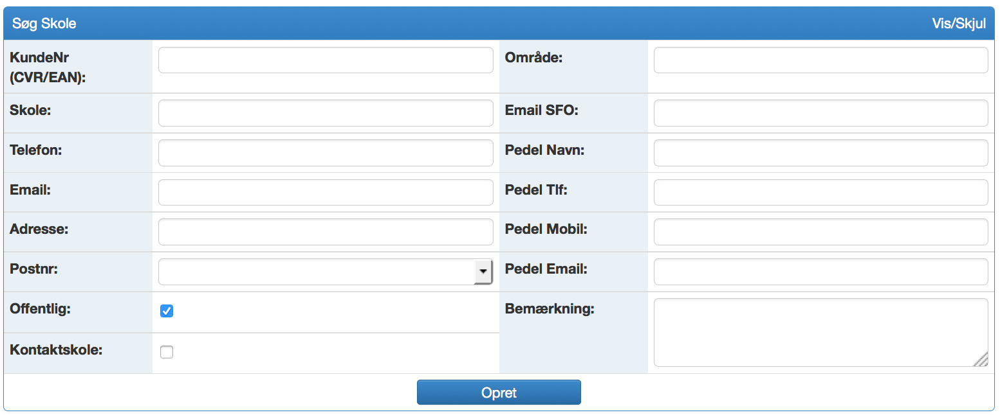 Søg Skole
Vis/Skjul
KundeNr
(CVR/EAN):
Område:
Skole:
Email SFO:
Telefon:
Pedel Navn:
Email:
Pedel Tlf:
Adresse:
Pedel Mobil:
Postnr:
Pedel Email:
Offentlig:
Bemærkning:
Kontaktskole:
Opret